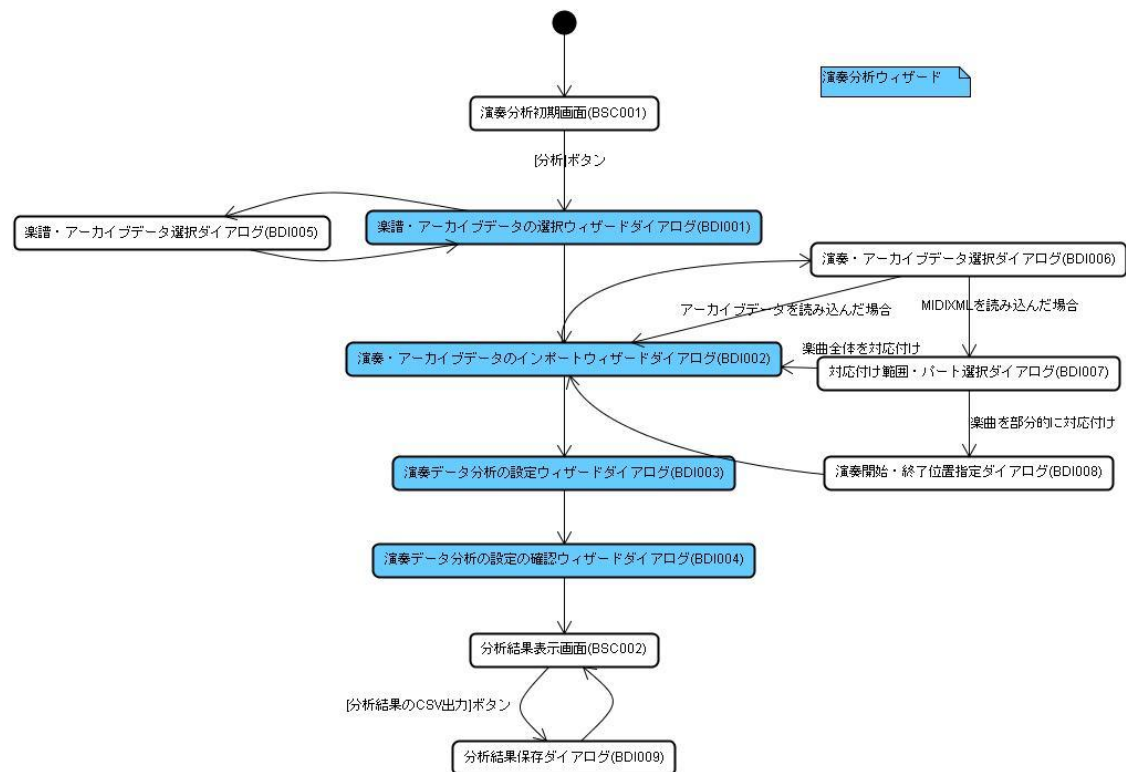 演奏分析ウィザード
演奏分析初期画面(BSC001)
[分析]ボタン
楽譜・アーカイブデータの選択ウィザードダイアログ(BDI001)
楽譜・アーカイブデータ選択ダイアログ(BDI005)
演奏・アーカイブデータ選択ダイアログ(BDI006)
アーカイブデータを読み込んだ場合
MIDIXMLを読み込んだ場合
楽曲全体を対応付け
演奏・アーカイブデータのインポートウィザードダイアログ(BDI002)
対応付け範囲・パート選択ダイアログ(BDI007)
楽曲を部分的に対応付け
演奏データ分析の設定ウィザードダイアログ(BDI003)
演奏開始・終了位置指定ダイアログ(BDI008)
演奏データ分析の設定の確認ウィザードダイアログ(BDI004)
分析結果表示画面(BSC002)
[分析結果のCSV出力]ボタン
分析結果保存ダイアログ(BDI009)